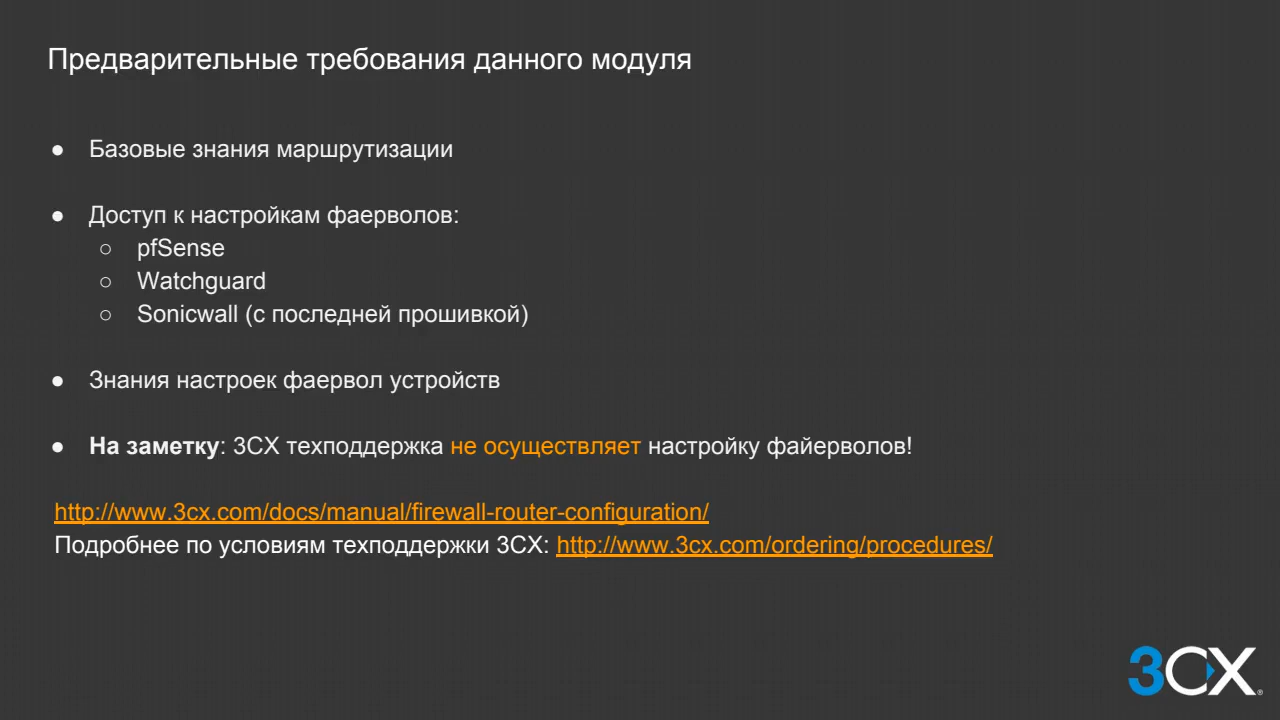 Предварительные требования данного модуля
● Базовые знания маршрутизации
● Доступ к настройкам фаерволов:
○ pfSense
○ Watchguard
○ Sonicwall (с последней прошивкой)
● Знания настроек фаервол устройств
● На заметку: 3CX техподдержка не осуществляет настройку файерволов!
http://www.3cx.com/docs/manual/firewall-router-configuration/
Подробнее по условиям техподдержки 3CX: http://www.3cx.com/ordering/procedures/
3CX®